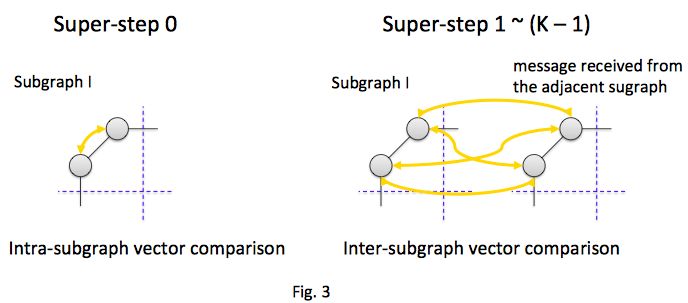 Super-step 0
Super-step 1 ~ (K – 1)
Subgraph I
Subgraph I
message received from
the adjacent sugraph
Intra-subgraph vector comparison
Inter-subgraph vector comparison
Fig. 3